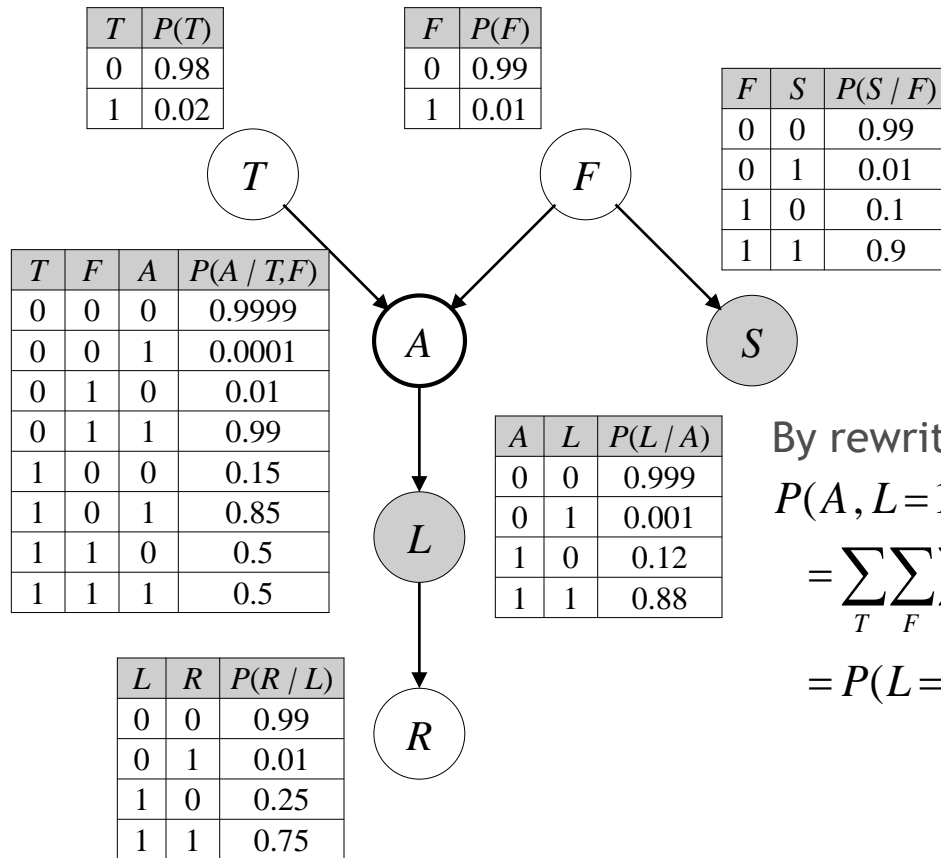 T P(T)
0 0.98
1 0.02
F P(F)
0 0.99
1 0.01
F S P(S / F)
0 0 0.99
0 1 0.01
1 0 0.1
1 1 0.9
T
F
T F A P(A / T,F)
0 0 0 0.9999
0 0 1 0.0001
0 1 0 0.01
0 1 1 0.99
1 0 0 0.15
1 0 1 0.85
1 1 0 0.5
1 1 1 0.5
A
S
A L P(L / A)
0 0 0.999
0 1 0.001
1 0 0.12
1 1 0.88
L
By rewrit
P(A, L=1
= ∑ ∑ ∑
T F
= P(L=
L R P(R / L)
0 0 0.99
0 1 0.01
1 0 0.25
1 1 0.75
R